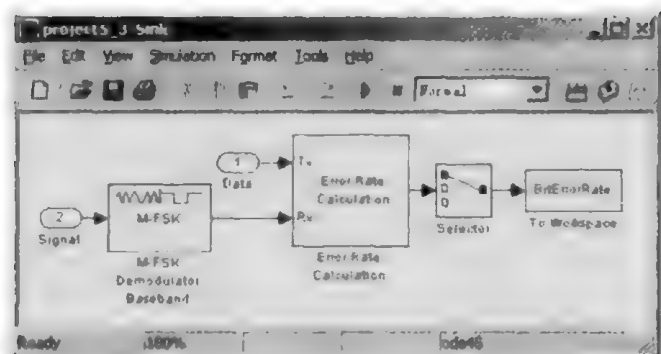 project5_3 Sink
File Edit View Simulation Format Tools Help
Normal
1
Data
Tx
Rx
Error Rate
Calculation
Error Rate
Calculation
2
Signal
M-FSK
M-FSK
Demodulator
Baseband
Selector
BitErrorRate
To Workspace
Ready 100% ode45